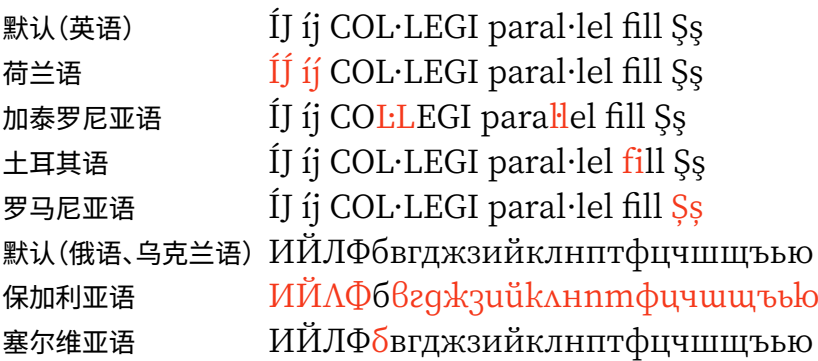 默认（英语） ÍJ íj COL·LEGI paral·lel fill Şş
荷兰语 ÍJ́ íj́ COL·LEGI paral·lel fill Şş
加泰罗尼亚语 ÍJ íj COL·LEGI paral·lel fill Şş
土耳其语 ÍJ íj COL·LEGI paral·lel fill Şş
罗马尼亚语 ÍJ íj COL·LEGI paral·lel fill Șș
默认（俄语、乌克兰语） ИЙЛФбвгджзийклнптфцчшщъью
保加利亚语 ИЙЛФбвгджзийклнптфцчшщъью
塞尔维亚语 ИЙЛФбвгджзийклнптфцчшщъью